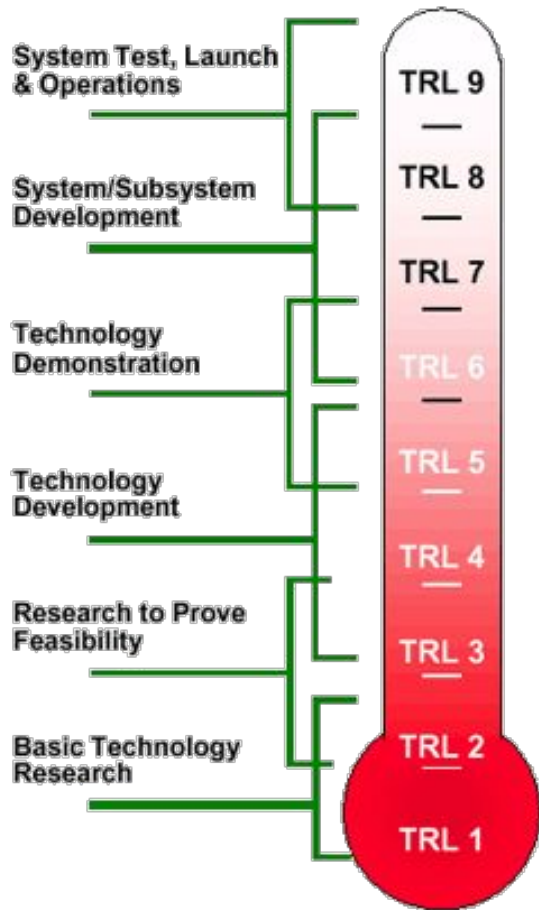 System Test, Launch
& Operations
System/Subsystem
Development
Technology
Demonstration
Technology
Development
Research to Prove
Feasibility
Basic Technology
Research
TRL 9
TRL 8
TRL 7
TRL 6
TRL 5
TRL 4
TRL 3
TRL 2
TRL 1